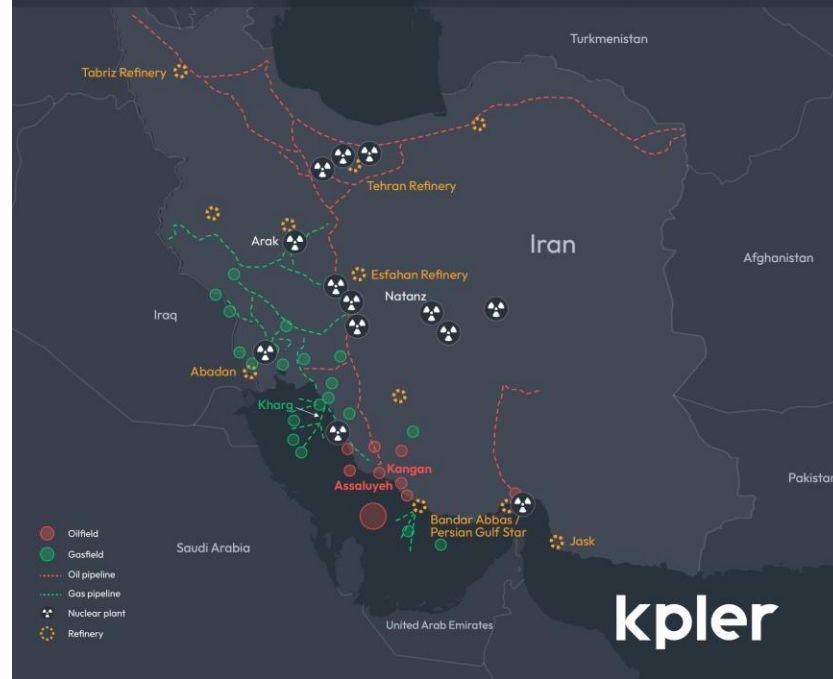 Turkmenistan
Tabriz Refinery
Tehran Refinery
Arak
Iran
Afghanistan
Esfahan Refinery
Natanz
Iraq
Abadan
Kharg
Kangan
Assaluyeh
Pakistan
Bandar Abbas /
Persian Gulf Star
Jask
Saudi Arabia
United Arab Emirates
Oilfield
Gasfield
Oil pipeline
Gas pipeline
Nuclear plant
Refinery
kpler